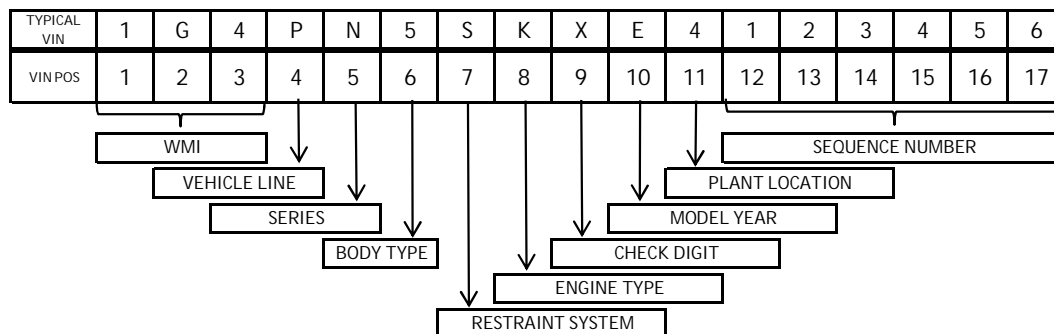 TYPICAL VIN 1 G 4 P N 5 S K X E 4 1 2 3 4 5 6
VIN POS 1 2 3 4 5 6 7 8 9 10 11 12 13 14 15 16 17
WMI SEQUENCE NUMBER
VEHICLE LINE PLANT LOCATION
SERIES MODEL YEAR
BODY TYPE CHECK DIGIT
ENGINE TYPE
RESTRAINT SYSTEM